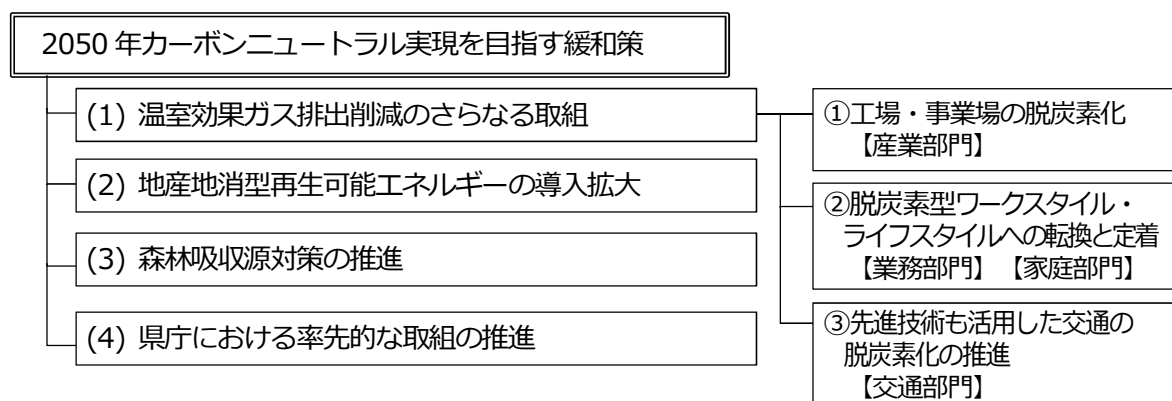 2050 年カーボンニュートラル実現を目指す緩和策
(1) 温室効果ガス排出削減のさらなる取組
(2) 地産地消型再生可能エネルギーの導入拡大
(3) 森林吸収源対策の推進
(4) 県庁における率先的な取組の推進
①工場・事業場の脱炭素化
【産業部門】
②脱炭素型ワークスタイル・
ライフスタイルへの転換と定着
【業務部門】【家庭部門】
③先進技術も活用した交通の
脱炭素化の推進
【交通部門】